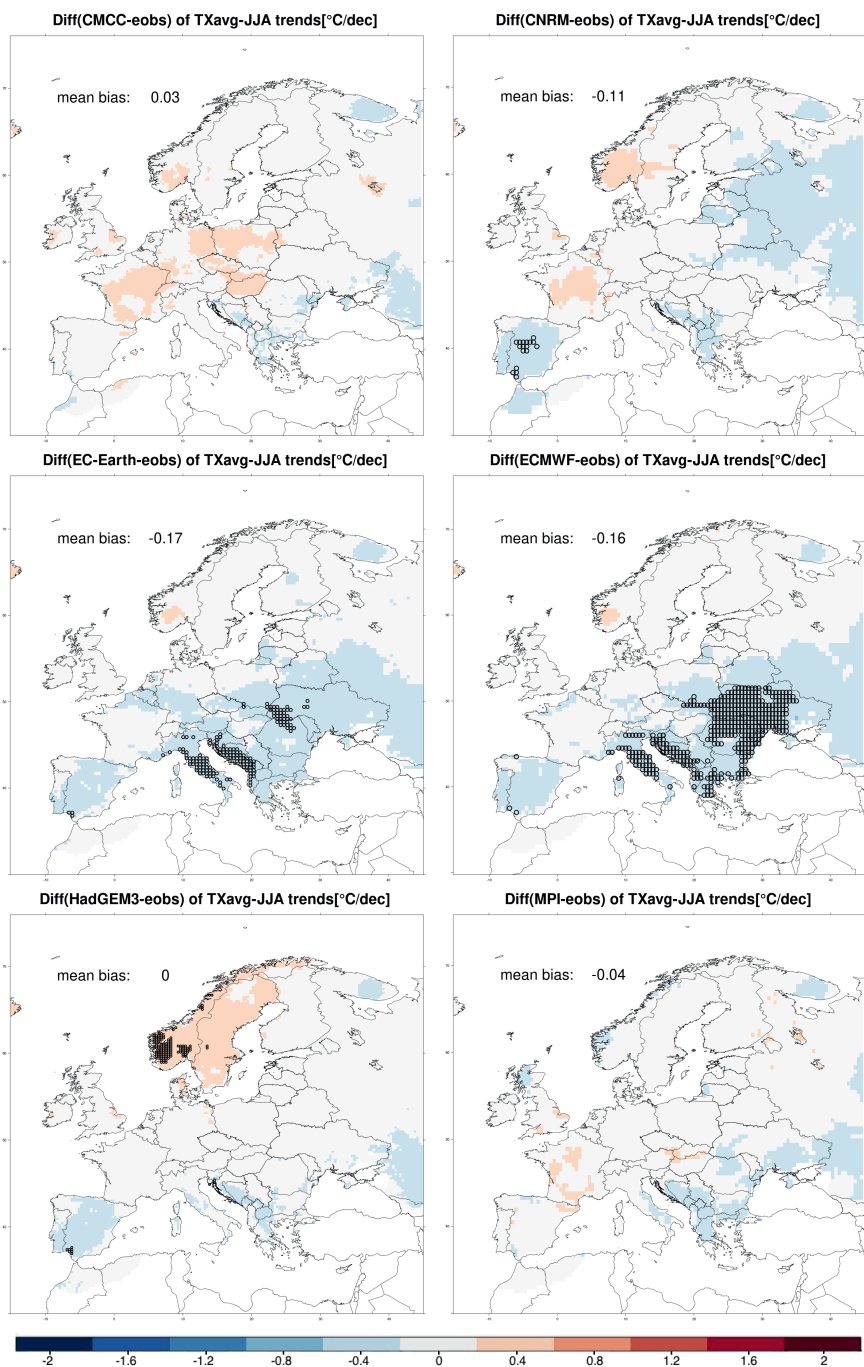 Diff(CMCC-eobs) of TXavg-JJA trends[°C/dec]
mean bias: 0.03
Diff(CNRM-eobs) of TXavg-JJA trends[°C/dec]
mean bias: -0.11
Diff(EC-Earth-eobs) of TXavg-JJA trends[°C/dec]
mean bias: -0.17
Diff(ECMWF-eobs) of TXavg-JJA trends[°C/dec]
mean bias: -0.16
Diff(HadGEM3-eobs) of TXavg-JJA trends[°C/dec]
mean bias: 0
Diff(MPI-eobs) of TXavg-JJA trends[°C/dec]
mean bias: -0.04
-2 -1.6 -1.2 -0.8 -0.4 0 0.4 0.8 1.2 1.6 2